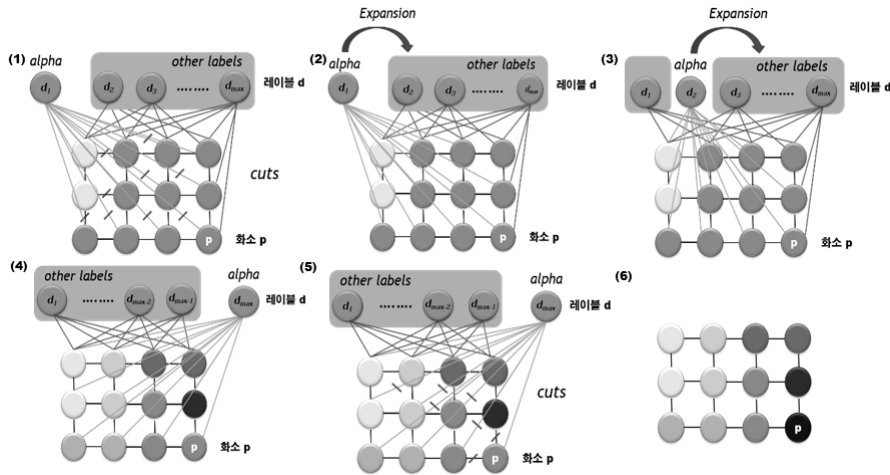 (1)
alpha
other labels
d1
d2
d3
........
dmax
레이블 d
cuts
p
화소 p
Expansion
(2)
alpha
other labels
d1
d2
d3
........
dmax
레이블 d
p
화소 p
Expansion
(3)
alpha
other labels
d1
d2
d3
........
dmax
레이블 d
p
화소 p
(4)
other labels
alpha
d1
........
dmax-2
dmax-1
dmax
레이블 d
p
화소 p
(5)
other labels
alpha
d1
........
dmax-2
dmax-1
dmax
레이블 d
cuts
p
화소 p
(6)
p